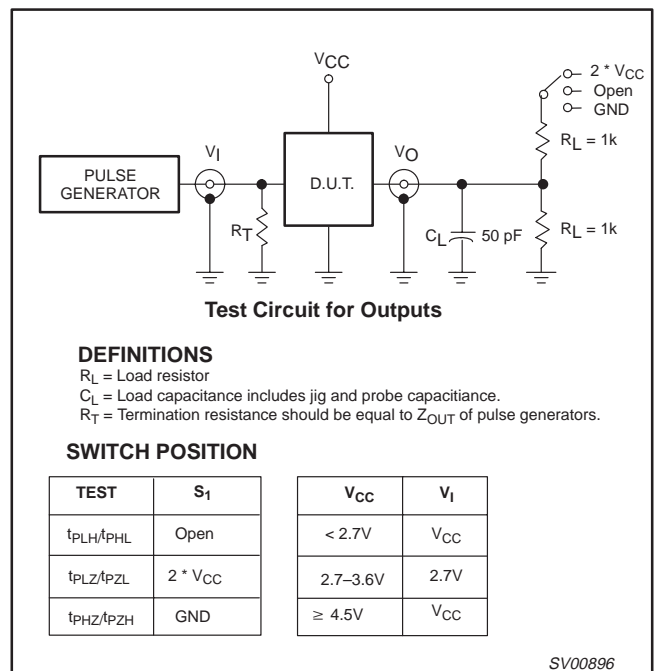 VCC
2 * VCC
Open
GND
RL = 1k
VI
VO
PULSE
GENERATOR
D.U.T.
RT
CL
50 pF
RL = 1k
Test Circuit for Outputs
DEFINITIONS
RL = Load resistor
CL = Load capacitance includes jig and probe capacitiance.
RT = Termination resistance should be equal to ZOUT of pulse generators.
SWITCH POSITION
TEST S1
tPLH/tPHL Open
tPLZ/tPZL 2 * VCC
tPHZ/tPZH GND
VCC VI
< 2.7V VCC
2.7–3.6V 2.7V
≥ 4.5V VCC
SV00896